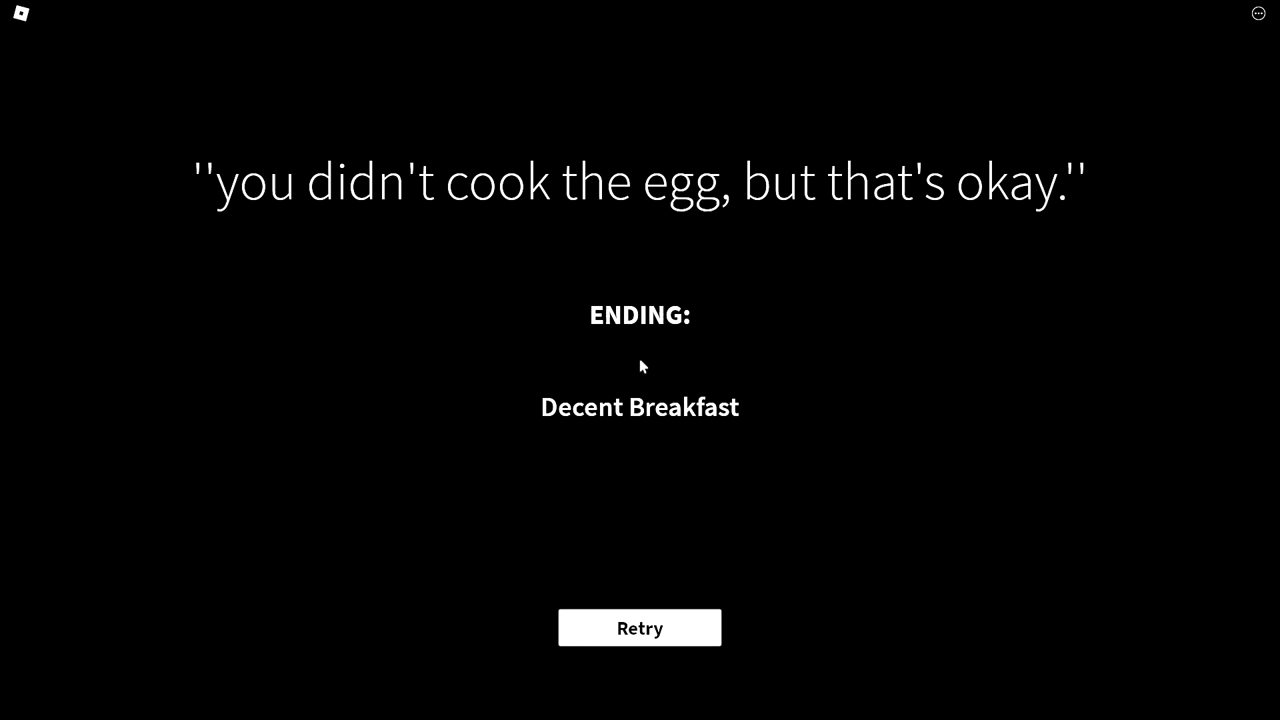 ''you didn't cook the egg, but that's okay.''
ENDING:
Decent Breakfast
Retry